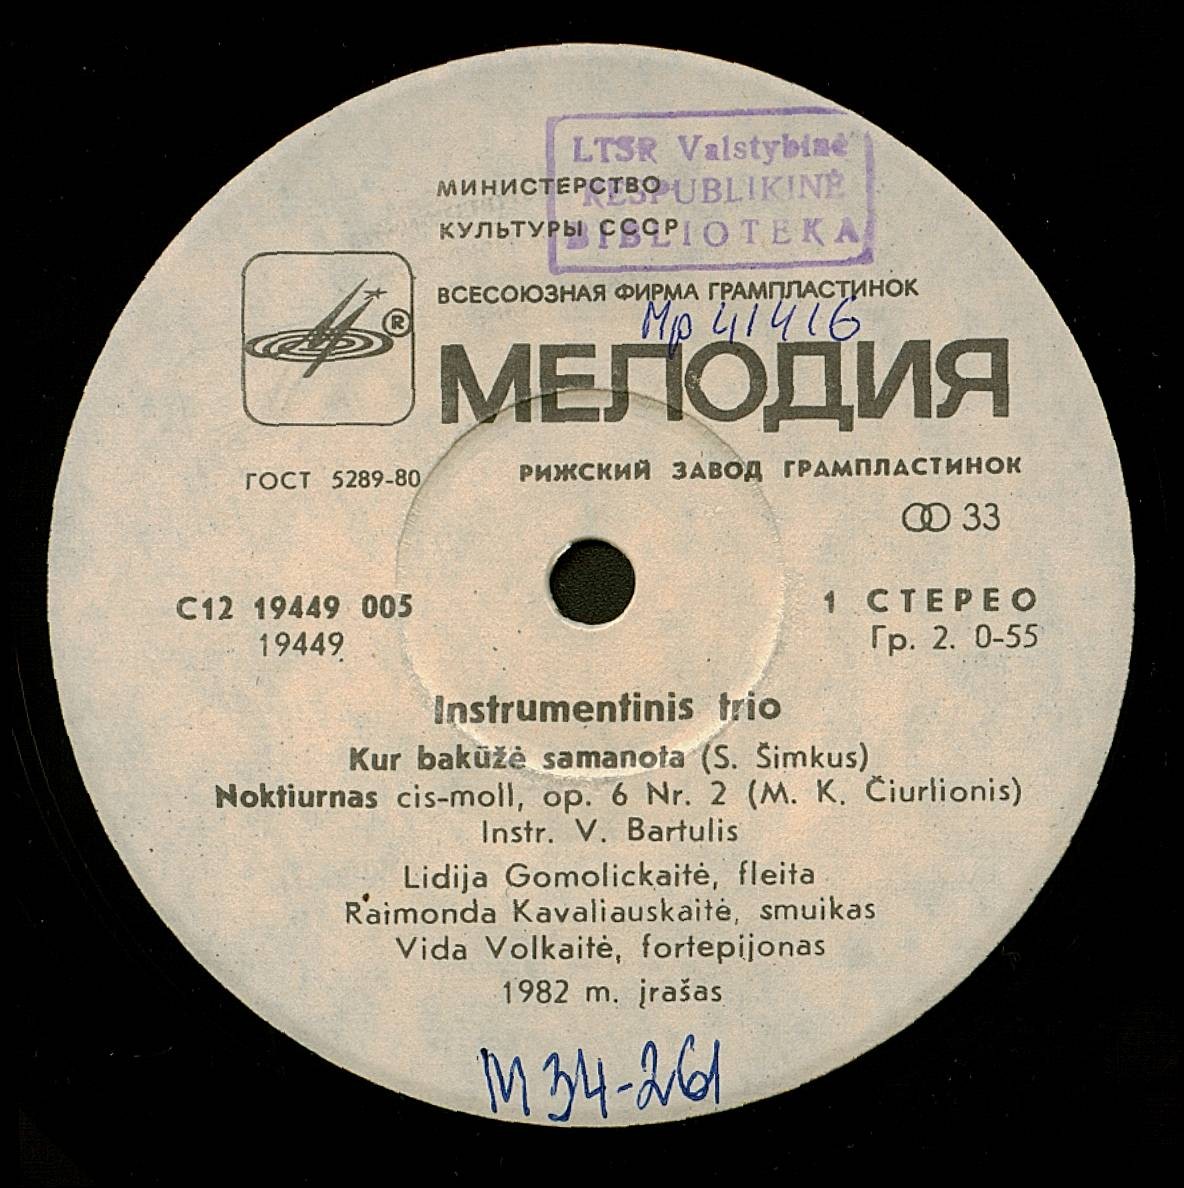 LTSR Valstybinė
RESPUBLIKINĖ
BIBLIOTEKA
МИНИСТЕРСТВО
КУЛЬТУРЫ СССР
ВСЕСОЮЗНАЯ ФИРМА ГРАМПЛАСТИНОК
Мр 41416
®
МЕЛОДИЯ
ГОСТ 5289-80
РИЖСКИЙ ЗАВОД ГРАМПЛАСТИНОК
33
С12 19449 005
19449
1 СТЕРЕО
Гр. 2. 0-55
Instrumentinis trio
Kur bakūžė samanota (S. Šimkus)
Noktiurnas cis-moll, op. 6 Nr. 2 (M. K. Čiurlionis)
Instr. V. Bartulis
Lidija Gomolickaitė, fleita
Raimonda Kavaliauskaitė, smuikas
Vida Volkaitė, fortepijonas
1982 m. įrašas
M34-261